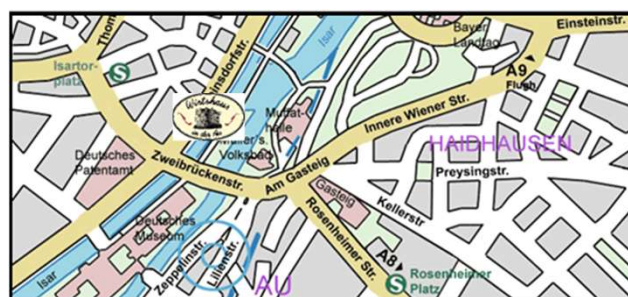 Einsteinstr.
Bayer.
Landtag
Isar
Thom
Isartor-
platz
S
insdorfstr.
A9
Flugh
Wirtshaus
in der Au
Muffat-
halle
Innere Wiener Str.
Müller's
Volksbad
HAIDHAUSEN
Deutsches
Patentamt
Zweibrückenstr.
Am Gasteig
Preysingstr.
Gasteig
Kellerstr
Deutsches
Museum
Rosenheimer Str.
Zeppelinstr.
Lilienstr.
A8
Isar
AU
S
Rosenheimer
Platz